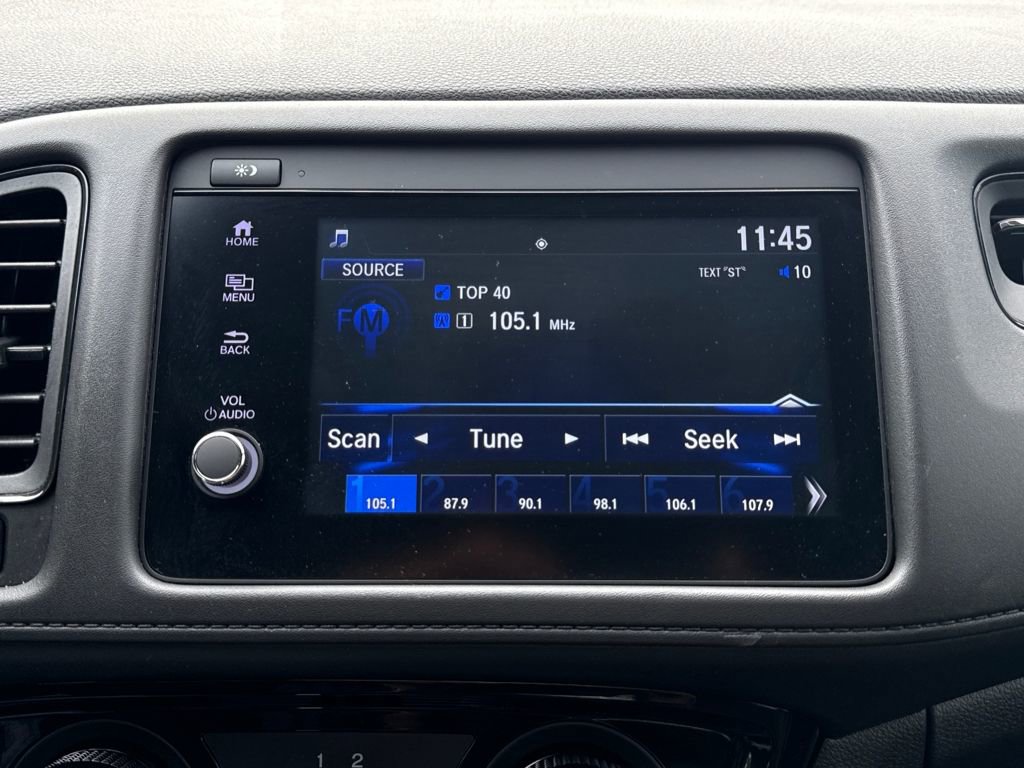 HOME
MENU
BACK
VOL
AUDIO
11:45
SOURCE
TEXT "ST"
10
FM
TOP 40
1 105.1 MHz
Scan Tune Seek
1 105.1
2 87.9
3 90.1
4 98.1
5 106.1
6 107.9
1 2